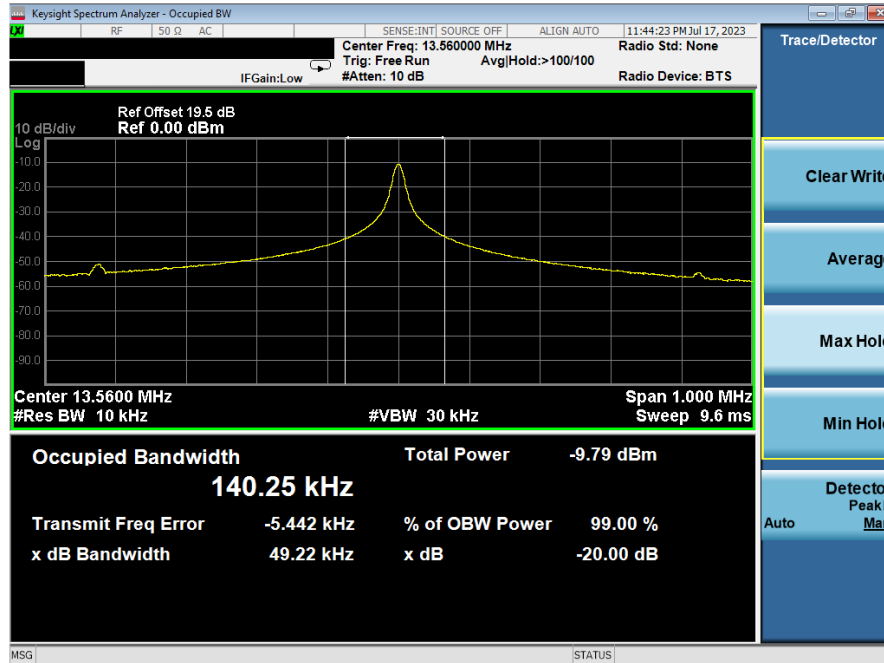 Keysight Spectrum Analyzer - Occupied BW
LXI RF 50 Ω AC SENSE:INT SOURCE OFF ALIGN AUTO 11:44:23 PM Jul 17, 2023
Center Freq: 13.560000 MHz Radio Std: None
Trig: Free Run Avg|Hold:>100/100
IFGain:Low #Atten: 10 dB Radio Device: BTS
Trace/Detector
Ref Offset 19.5 dB
10 dB/div Ref 0.00 dBm
Log
-10.0
-20.0
-30.0
-40.0
-50.0
-60.0
-70.0
-80.0
-90.0
Center 13.5600 MHz Span 1.000 MHz
#Res BW 10 kHz #VBW 30 kHz Sweep 9.6 ms
Occupied Bandwidth Total Power -9.79 dBm
140.25 kHz
Transmit Freq Error -5.442 kHz % of OBW Power 99.00 %
x dB Bandwidth 49.22 kHz x dB -20.00 dB
Clear Write
Average
Max Hold
Min Hold
Detector
Peak
Auto Man
MSG STATUS